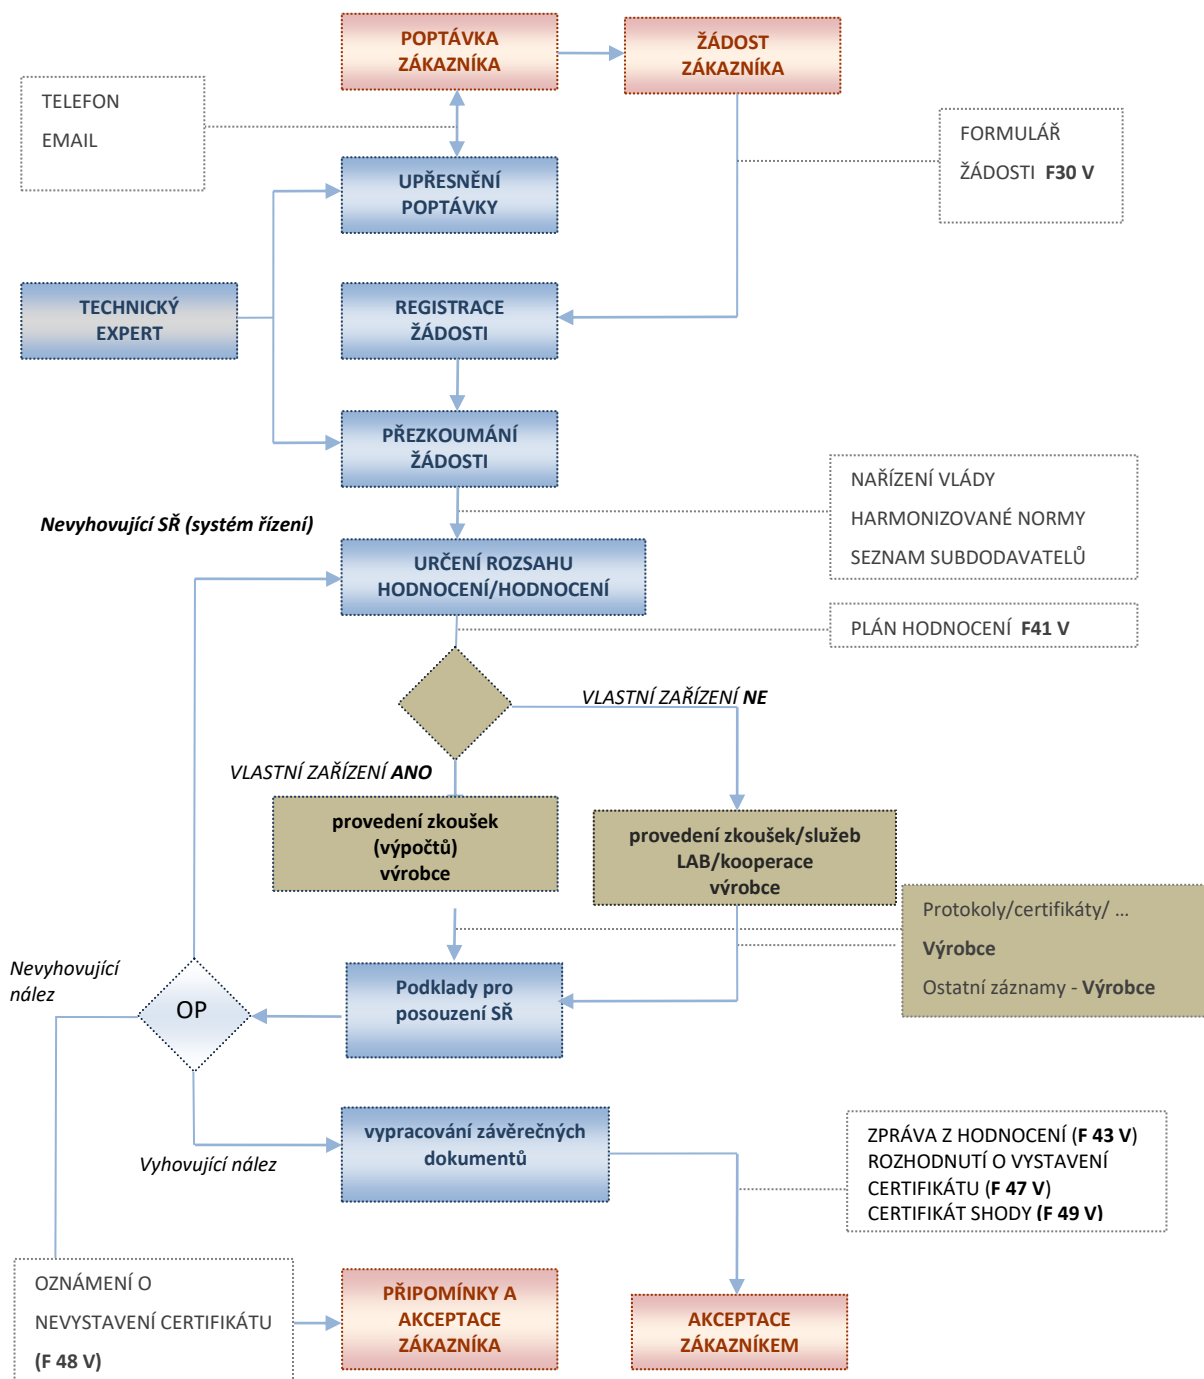 POPTÁVKA
ZÁKAZNÍKA
ŽÁDOST
ZÁKAZNÍKA
TELEFON
EMAIL
FORMULÁŘ
ŽÁDOSTI F30 V
UPŘESNĚNÍ
POPTÁVKY
TECHNICKÝ
EXPERT
REGISTRACE
ŽÁDOSTI
PŘEZKOUMÁNÍ
ŽÁDOSTI
NAŘÍZENÍ VLÁDY
HARMONIZOVANÉ NORMY
SEZNAM SUBDODAVATELŮ
Nevyhovující SŘ (systém řízení)
URČENÍ ROZSAHU
HODNOCENÍ/HODNOCENÍ
PLÁN HODNOCENÍ F41 V
VLASTNÍ ZAŘÍZENÍ NE
VLASTNÍ ZAŘÍZENÍ ANO
provedení zkoušek
(výpočtů)
výrobce
provedení zkoušek/služeb
LAB/kooperace
výrobce
Protokoly/certifikáty/ ...
Výrobce
Ostatní záznamy - Výrobce
Nevyhovující
nález
OP
Podklady pro
posouzení SŘ
Vyhovující nález
vypracování závěrečných
dokumentů
ZPRÁVA Z HODNOCENÍ (F 43 V)
ROZHODNUTÍ O VYSTAVENÍ
CERTIFIKÁTU (F 47 V)
CERTIFIKÁT SHODY (F 49 V)
OZNÁMENÍ O
NEVYSTAVENÍ CERTIFIKÁTU
(F 48 V)
PŘIPOMÍNKY A
AKCEPTACE
ZÁKAZNÍKA
AKCEPTACE
ZÁKAZNÍKEM